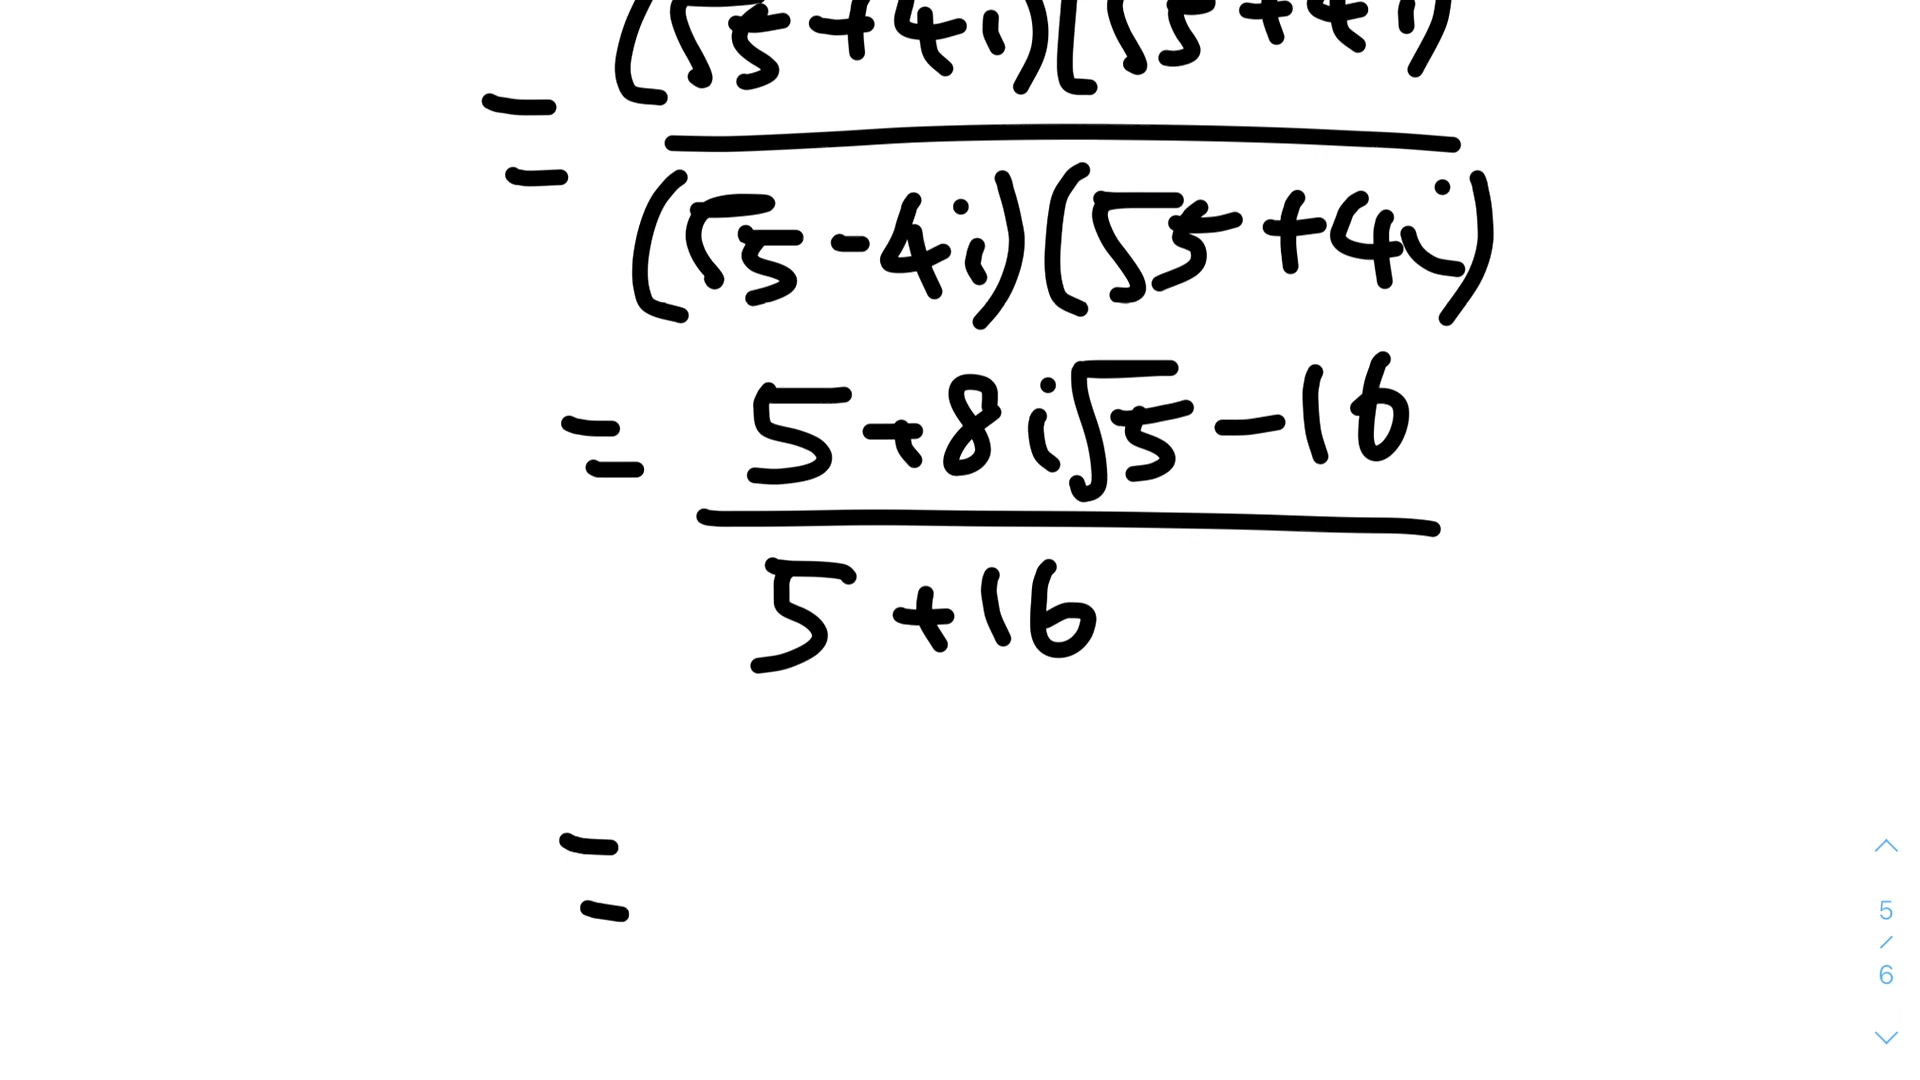 (√5+4i)(√5+4i)
=
(√5-4i)(√5+4i)
= 5+8i√5-16
5+16
=
5
/
6